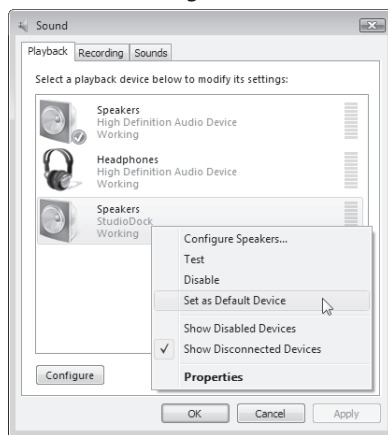 Sound
Playback Recording Sounds
Select a playback device below to modify its settings:
Speakers
High Definition Audio Device
Working
Headphones
High Definition Audio Device
Working
Speakers
StudioDock
Working
Configure Speakers...
Test
Disable
Set as Default Device
Show Disabled Devices
Show Disconnected Devices
Properties
Configure
OK Cancel Apply